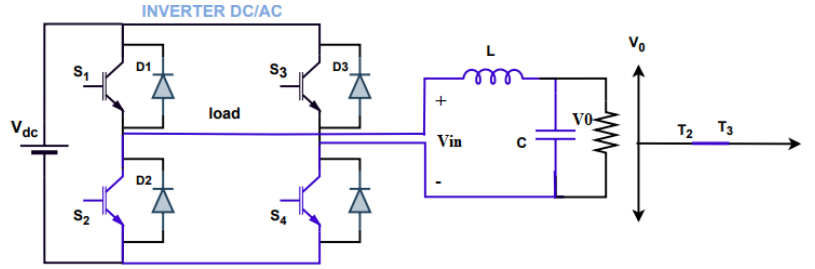 INVERTER DC/AC
V0
S1
D1
S3
D3
L
load
+
Vdc
Vin
C
V0
T2
T3
D2
-
S2
S4